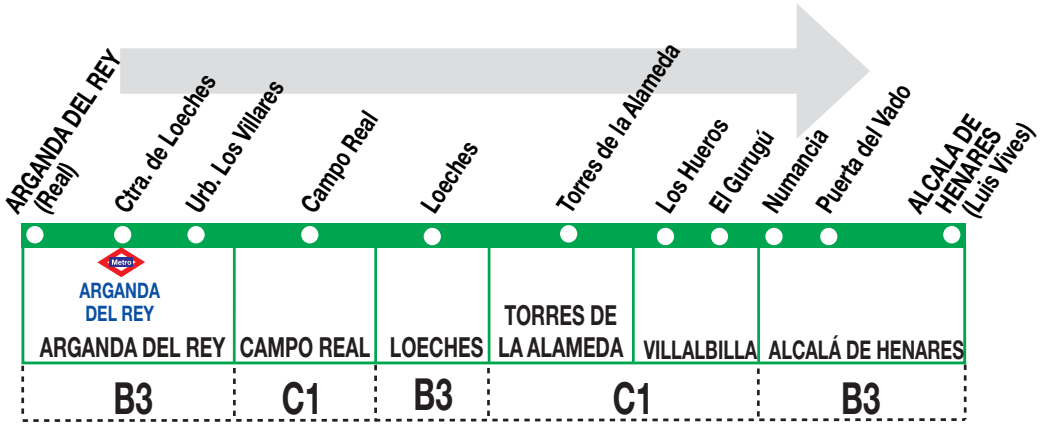 ARGANDA DEL REY
(Real)
Ctra. de Loeches
Urb. Los Villares
Campo Real
Loeches
Torres de la Alameda
Los Hueros
El Gurugú
Numancia
Puerta del Vado
ALCALA DE
HENARES
(Luis Vives)
Metro
ARGANDA
DEL REY
ARGANDA DEL REY
CAMPO REAL
LOECHES
TORRES DE
LA ALAMEDA
VILLALBILLA
ALCALÁ DE HENARES
B3
C1
B3
C1
B3